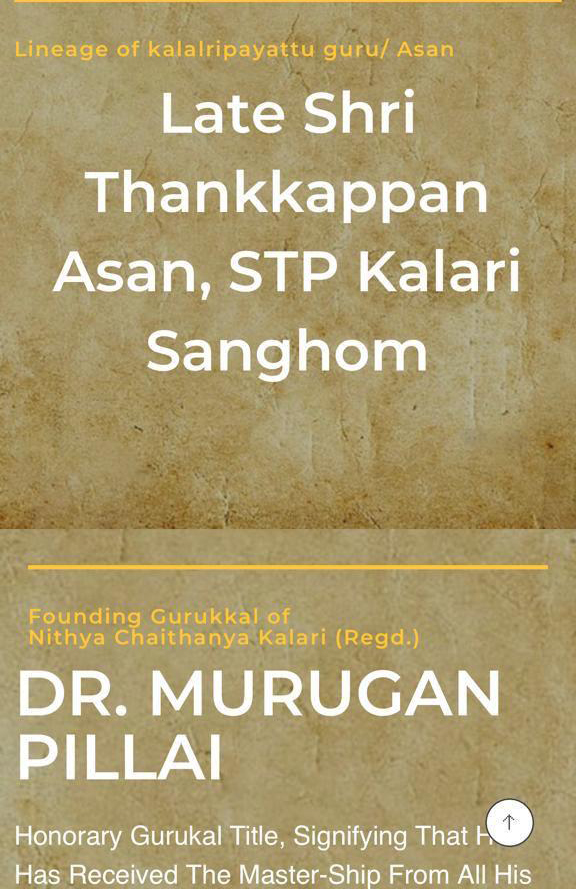 Lineage of kalalripayattu guru/ Asan
Late Shri
Thankkappan
Asan, STP Kalari
Sanghom
Founding Gurukkal of
Nithya Chaithanya Kalari (Regd.)
DR. MURUGAN
PILLAI
Honorary Gurukal Title, Signifying That
Has Received The Master-Ship From All His